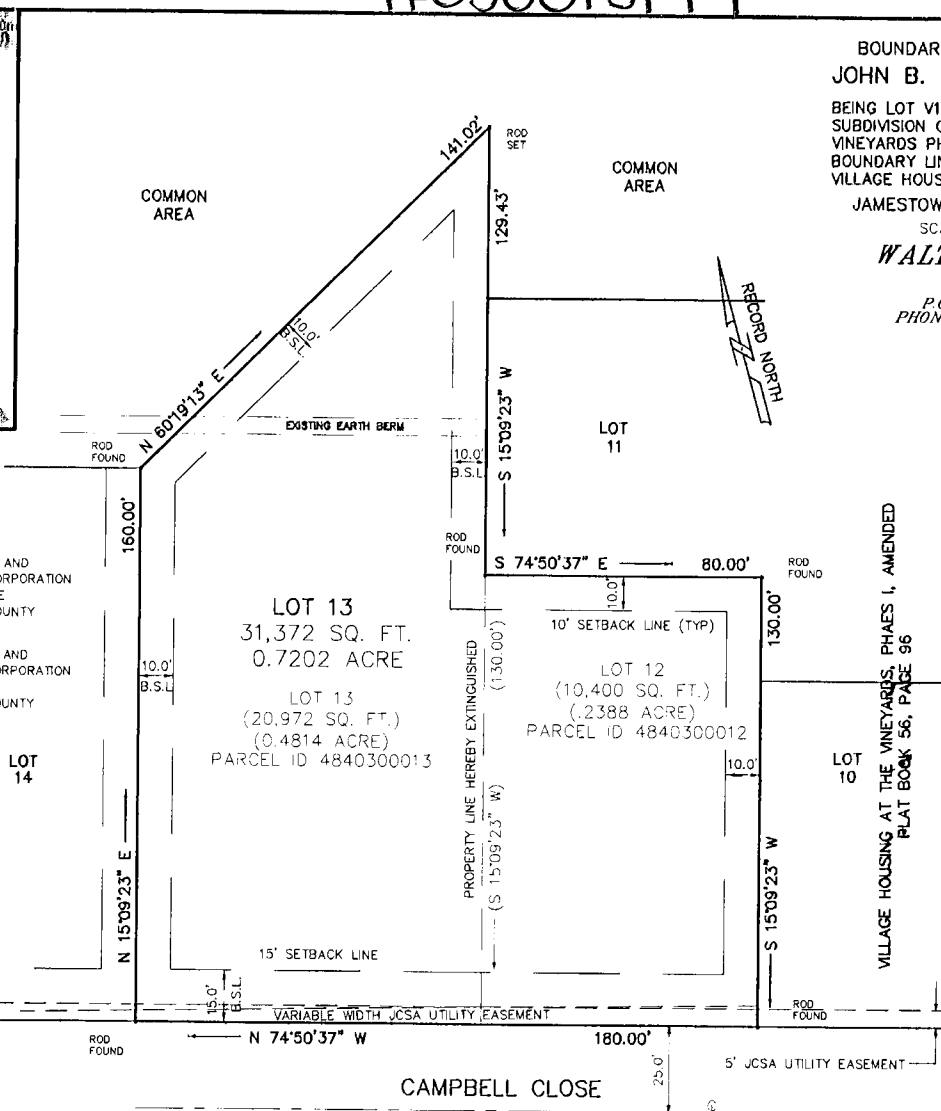 BOUNDAR
JOHN B.
BEING LOT V1
SUBDIVISION
VINEYARDS PH
BOUNDARY LIN
VILLAGE HOUS
JAMESTOW
SC
WALT
P.O
PHON
141.02'
ROD
SET
COMMON
AREA
COMMON
AREA
129.43'
RECORD NORTH
10.0'
B.S.L.
N 60°19'13" E
EXISTING EARTH BERM
S 15°09'23" W
LOT
11
ROD
FOUND
10.0'
B.S.L.
160.00'
ROD
FOUND
S 74°50'37" E
80.00'
ROD
FOUND
AND
ORPORATION
E
OUNTY
AND
RPORATION
UNTY
LOT 13
31,372 SQ. FT.
0.7202 ACRE
10.0'
10' SETBACK LINE (TYP)
130.00'
10.0'
B.S.L
LOT 13
(20,972 SQ. FT.)
(0.4814 ACRE)
PARCEL ID 4840300013
PROPERTY LINE HEREBY EXTINGUISHED
(130.00')
(S 15°09'23" W)
LOT 12
(10,400 SQ. FT.)
(.2388 ACRE)
PARCEL ID 4840300012
LOT
14
10.0'
LOT
10
VILLAGE HOUSING AT THE VINEYARDS, PHAES I, AMENDED
PLAT BOOK 56, PAGE 96
N 15°09'23" E
S 15°09'23" W
15' SETBACK LINE
15.0'
B.S.L.
VARIABLE WIDTH JCSA UTILITY EASEMENT
ROD
FOUND
ROD
FOUND
N 74°50'37" W
180.00'
25.0'
5' JCSA UTILITY EASEMENT
CAMPBELL CLOSE